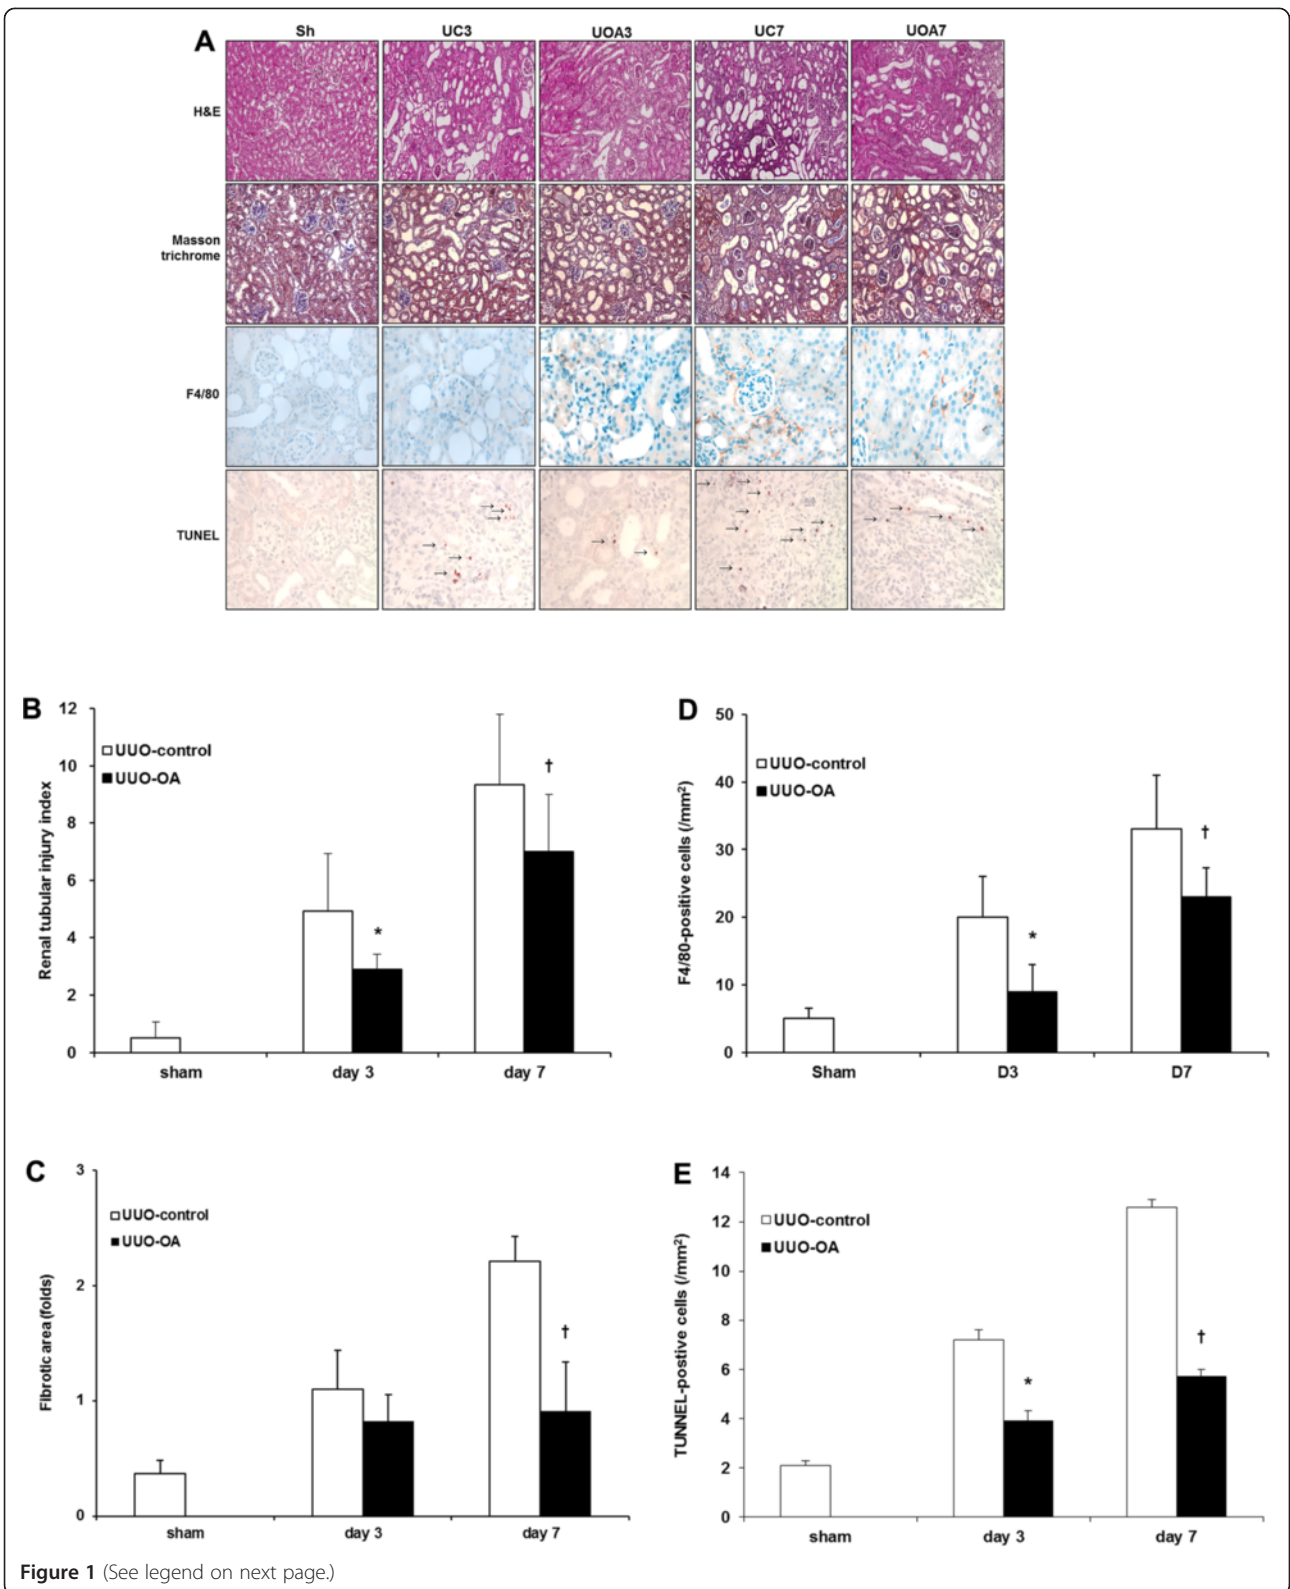 A
Sh UC3 UOA3 UC7 UOA7
H&E
Masson
trichrome
F4/80
TUNEL
B
12
10
8
6
4
2
0
Renal tubular injury index
UUO-control
UUO-OA
*
†
sham day 3 day 7
D
50
40
30
20
10
0
F4/80-positive cells (/mm²)
UUO-control
UUO-OA
*
†
Sham D3 D7
C
3
2
1
0
Fibrotic area (folds)
UUO-control
UUO-OA
†
sham day 3 day 7
E
14
12
10
8
6
4
2
0
TUNNEL-postive cells (/mm²)
UUO-control
UUO-OA
*
†
sham day 3 day 7
Figure 1 (See legend on next page.)